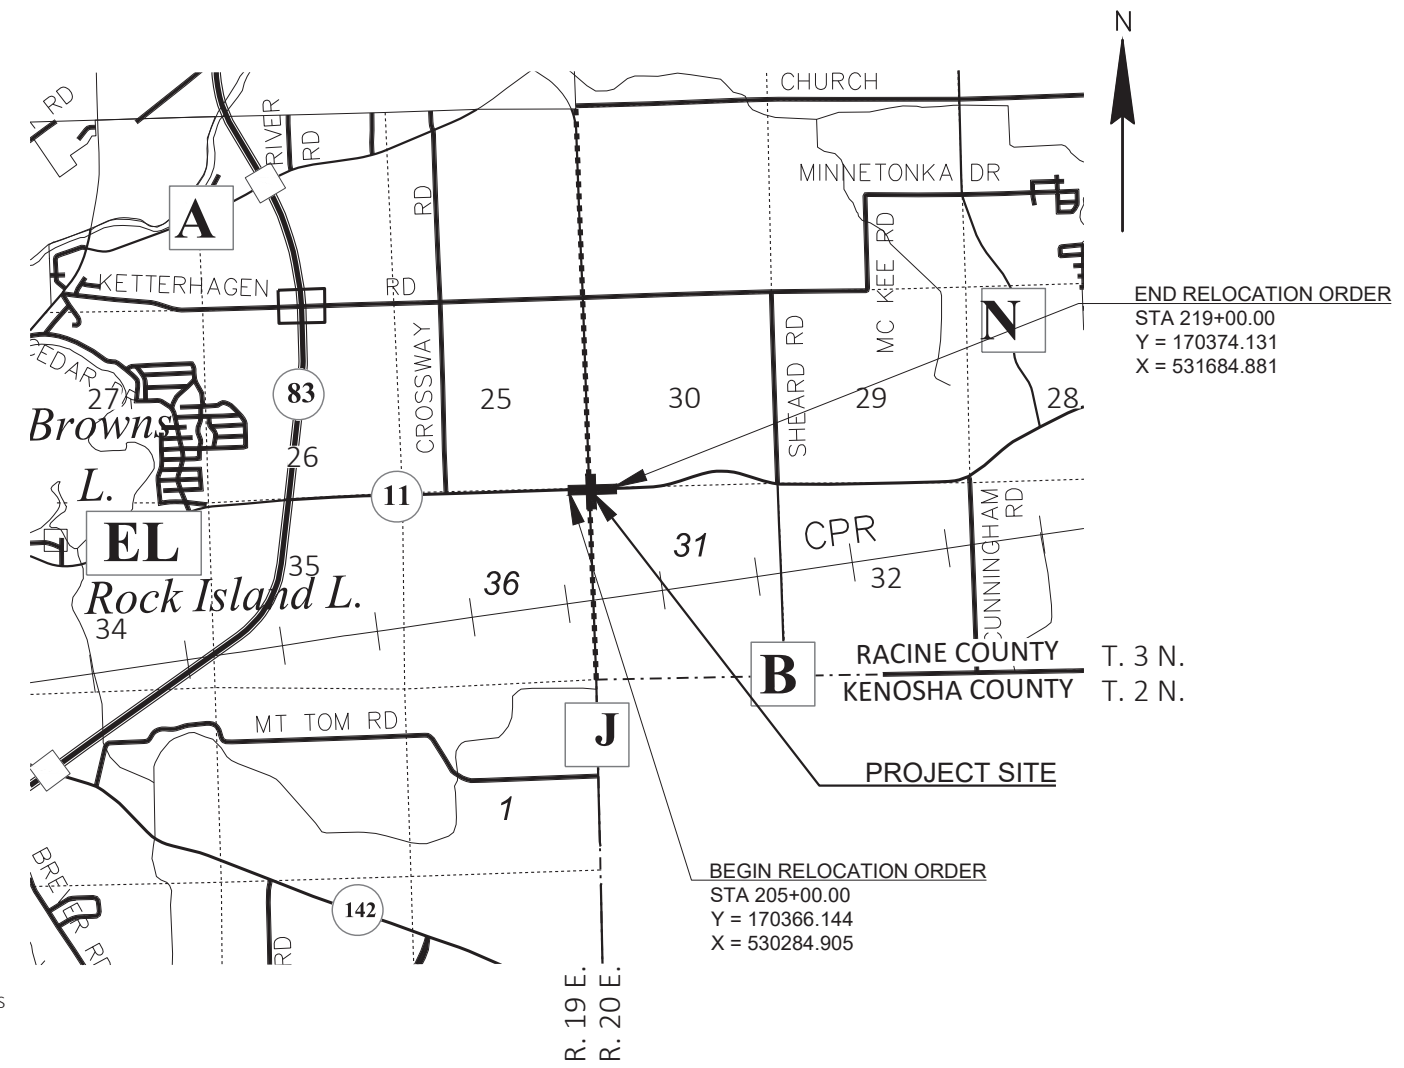 N
CHURCH
RD
RIVER
RD
MINNETONKA DR
A
RD
MC KEE RD
KETTERHAGEN
RD
N
END RELOCATION ORDER
STA 219+00.00
Y = 170374.131
X = 531684.881
CEDAR
CROSSWAY
SHEARD RD
83
27
25
30
29
28
Browns
L.
26
11
EL
CUNNINGHAM
RD
CPR
31
35
36
32
Rock Island L.
34
RACINE COUNTY
T. 3 N.
B
KENOSHA COUNTY
T. 2 N.
MT TOM RD
J
PROJECT SITE
1
BREVER RD
BEGIN RELOCATION ORDER
STA 205+00.00
Y = 170366.144
X = 530284.905
142
RD
R. 19 E.
R. 20 E.
s